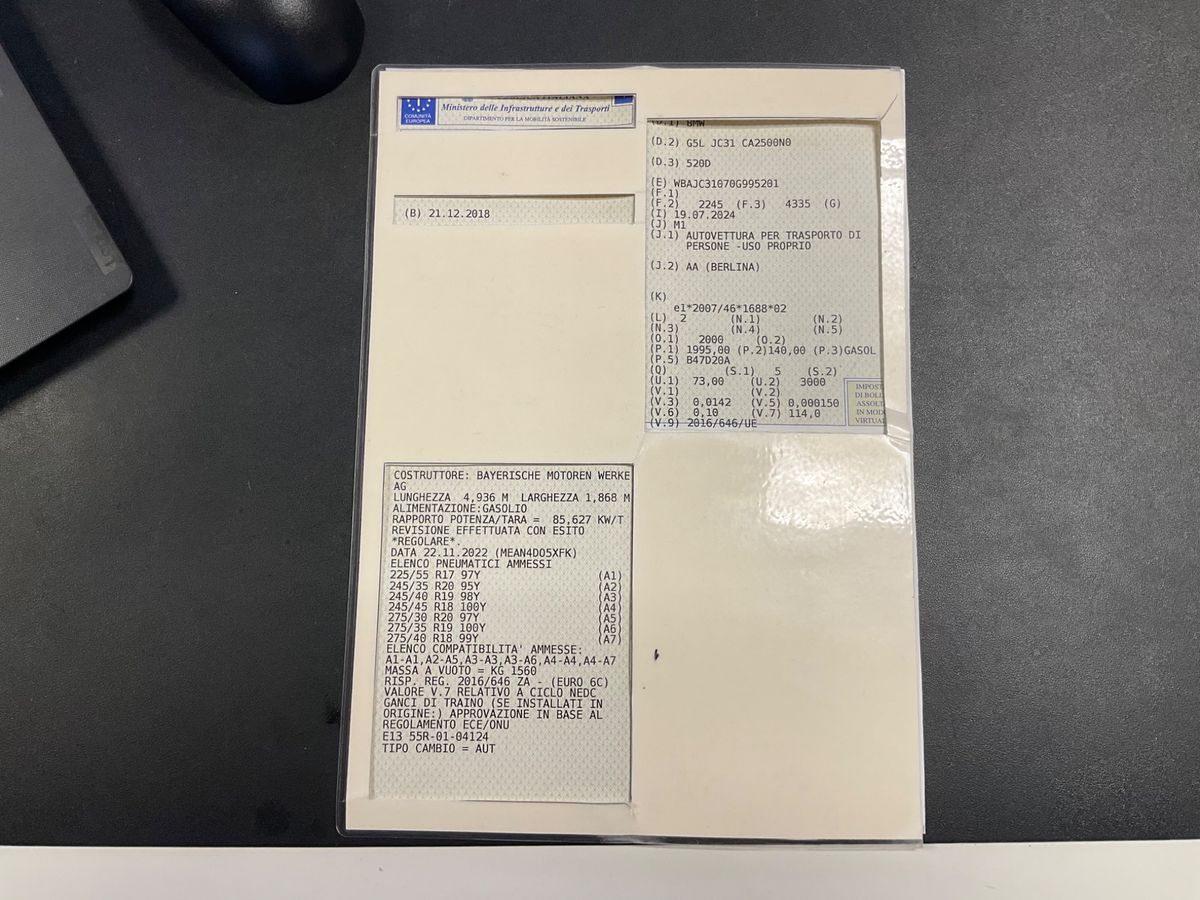 COMUNITÀ
EUROPEA
Ministero delle Infrastrutture e dei Trasporti
DIPARTIMENTO PER LA MOBILITÀ SOSTENIBILE
(B) 21.12.2018
COSTRUTTORE: BAYERISCHE MOTOREN WERKE
AG
LUNGHEZZA 4,936 M LARGHEZZA 1,868 M
ALIMENTAZIONE:GASOLIO
RAPPORTO POTENZA/TARA = 85,627 KW/T
REVISIONE EFFETTUATA CON ESITO
*REGOLARE*.
DATA 22.11.2022 (MEAN4D05XFK)
ELENCO PNEUMATICI AMMESSI
225/55 R17 97Y (A1)
245/35 R20 95Y (A2)
245/40 R19 98Y (A3)
245/45 R18 100Y (A4)
275/30 R20 97Y (A5)
275/35 R19 100Y (A6)
275/40 R18 99Y (A7)
ELENCO COMPATIBILITA' AMMESSE:
A1-A1,A2-A5,A3-A3,A3-A6,A4-A4,A4-A7
MASSA A VUOTO = KG 1560
RISP. REG. 2016/646 ZA - (EURO 6C)
VALORE V.7 RELATIVO A CICLO NEDC
GANCI DI TRAINO (SE INSTALLATI IN
ORIGINE:) APPROVAZIONE IN BASE AL
REGOLAMENTO ECE/ONU
E13 55R-01-04124
TIPO CAMBIO = AUT
(D.1) BMW
(D.2) G5L JC31 CA2500N0
(D.3) 520D
(E) WBAJC31070G995201
(F.1)
(F.2) 2245 (F.3) 4335 (G)
(I) 19.07.2024
(J) M1
(J.1) AUTOVETTURA PER TRASPORTO DI
PERSONE -USO PROPRIO
(J.2) AA (BERLINA)
(K)
e1*2007/46*1688*02
(L) 2 (N.1) (N.2)
(N.3) (N.4) (N.5)
(O.1) 2000 (O.2)
(P.1) 1995,00 (P.2)140,00 (P.3)GASOL
(P.5) B47D20A
(Q) (S.1) 5 (S.2)
(U.1) 73,00 (U.2) 3000
(V.1) (V.2)
(V.3) 0,0142 (V.5) 0,000150
(V.6) 0,10 (V.7) 114,0
(V.9) 2016/646/UE
IMPOST
DI BOLL
ASSOLT
IN MOD
VIRTUAL